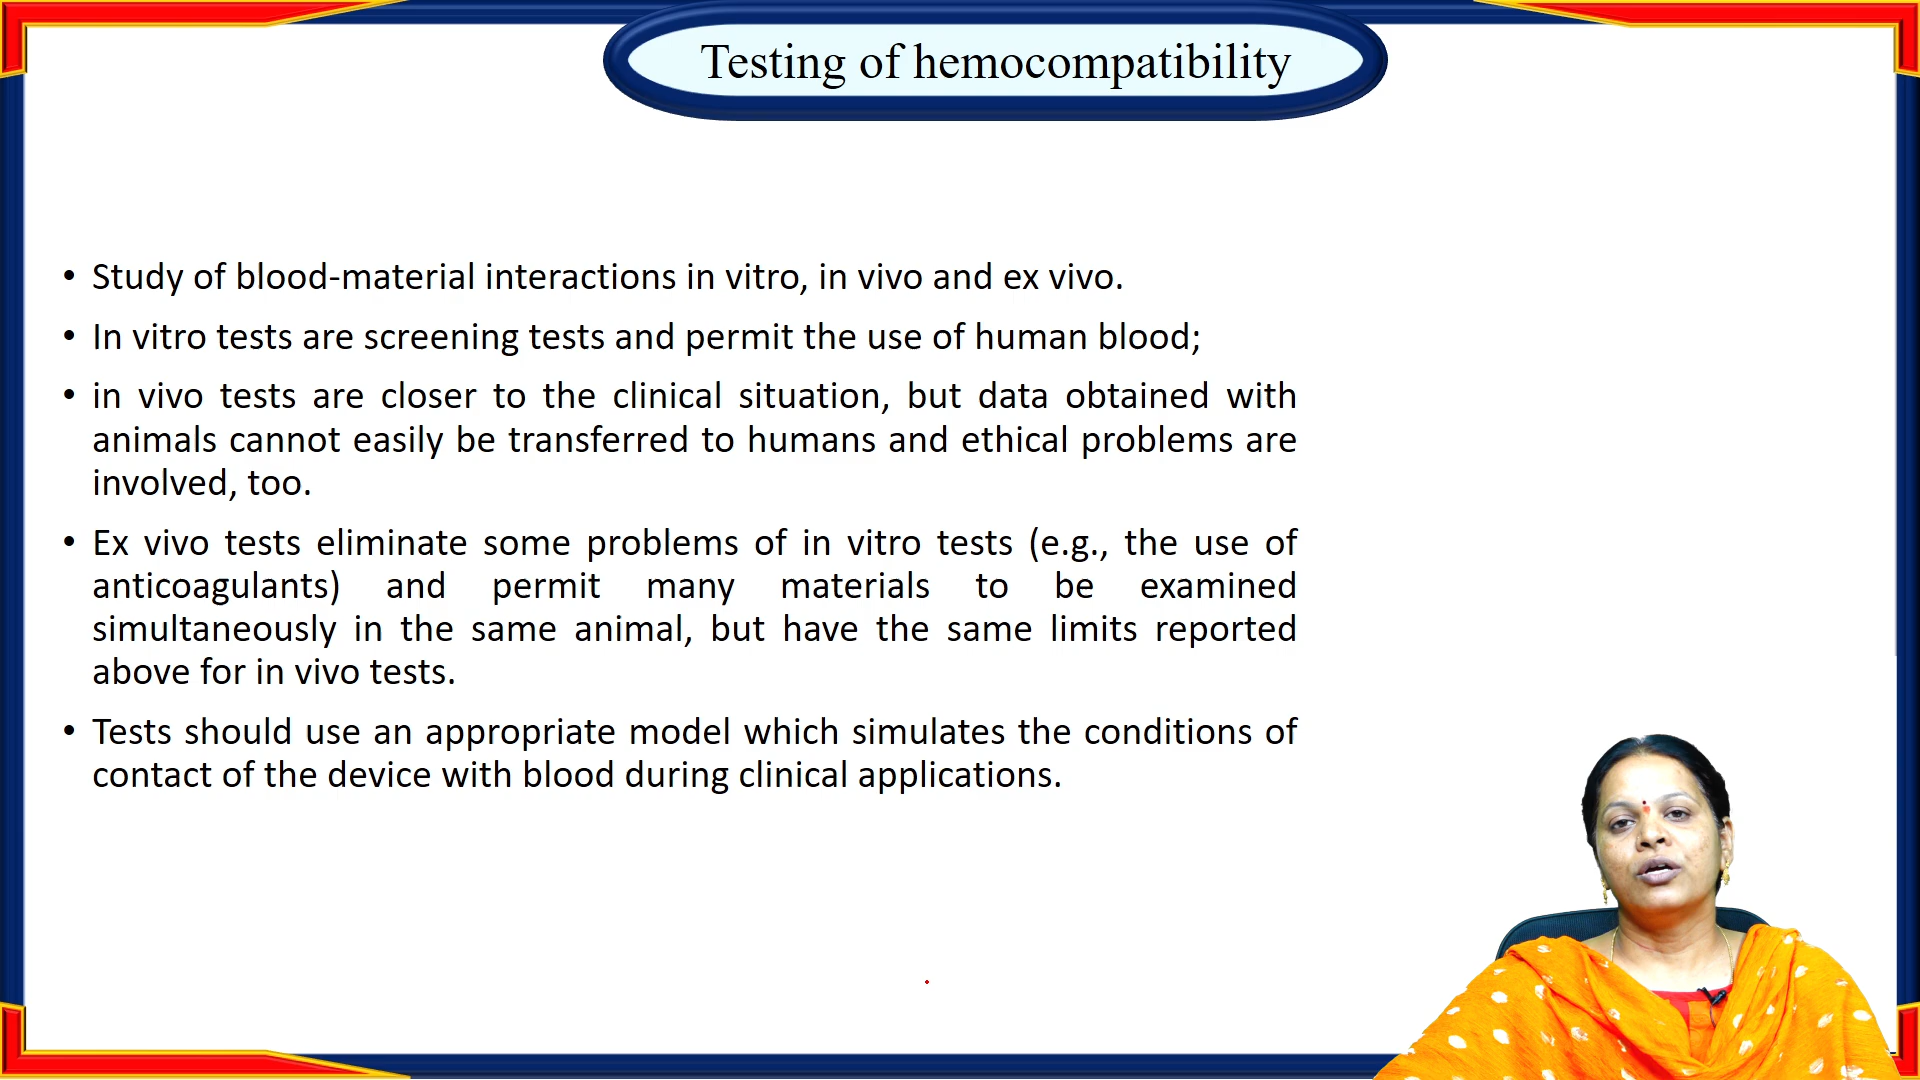 Testing of hemocompatibility
• Study of blood-material interactions in vitro, in vivo and ex vivo.
• In vitro tests are screening tests and permit the use of human blood;
• in vivo tests are closer to the clinical situation, but data obtained with
animals cannot easily be transferred to humans and ethical problems are
involved, too.
• Ex vivo tests eliminate some problems of in vitro tests (e.g., the use of
anticoagulants) and permit many materials to be examined
simultaneously in the same animal, but have the same limits reported
above for in vivo tests.
• Tests should use an appropriate model which simulates the conditions of
contact of the device with blood during clinical applications.